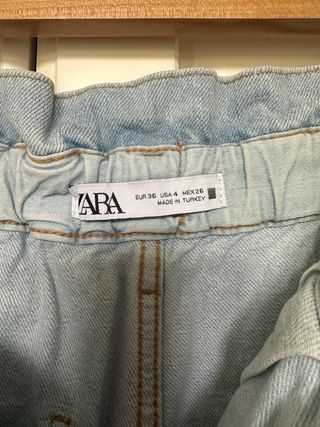 ZARA
EUR 36 USA 4 MEX 26
MADE IN TURKEY